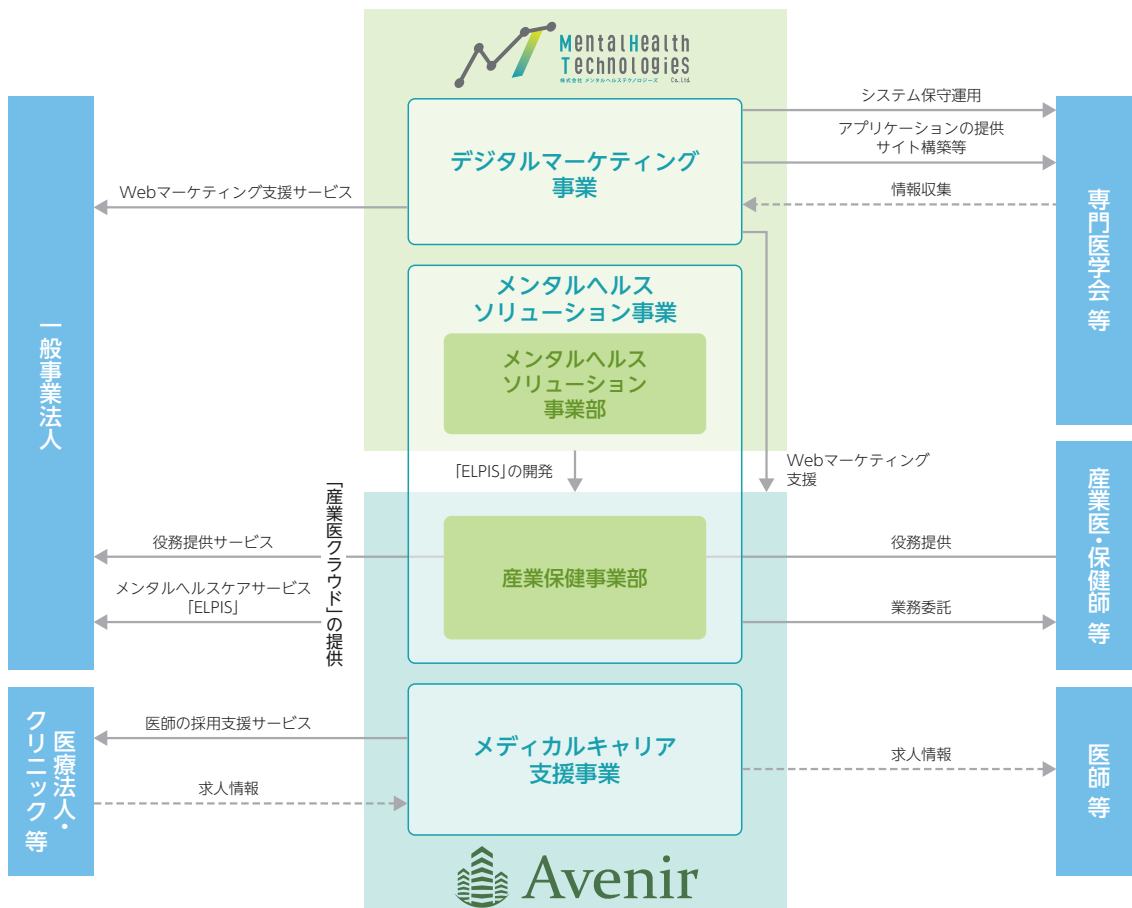 MentalHealth
Technologies
株式会社 メンタルヘルステクノロジーズ Co.Ltd.
デジタルマーケティング
事業
システム保守運用
アプリケーションの提供
サイト構築等
情報収集
Webマーケティング支援サービス
専門医学会 等
一般事業法人
メンタルヘルス
ソリューション事業
メンタルヘルス
ソリューション
事業部
「ELPIS」の開発
Webマーケティング
支援
「産業医クラウド」の提供
役務提供サービス
メンタルヘルスケアサービス
「ELPIS」
産業保健事業部
役務提供
業務委託
産業医・保健師 等
医療法人・
クリニック 等
医師の採用支援サービス
求人情報
メディカルキャリア
支援事業
求人情報
医師 等
Avenir